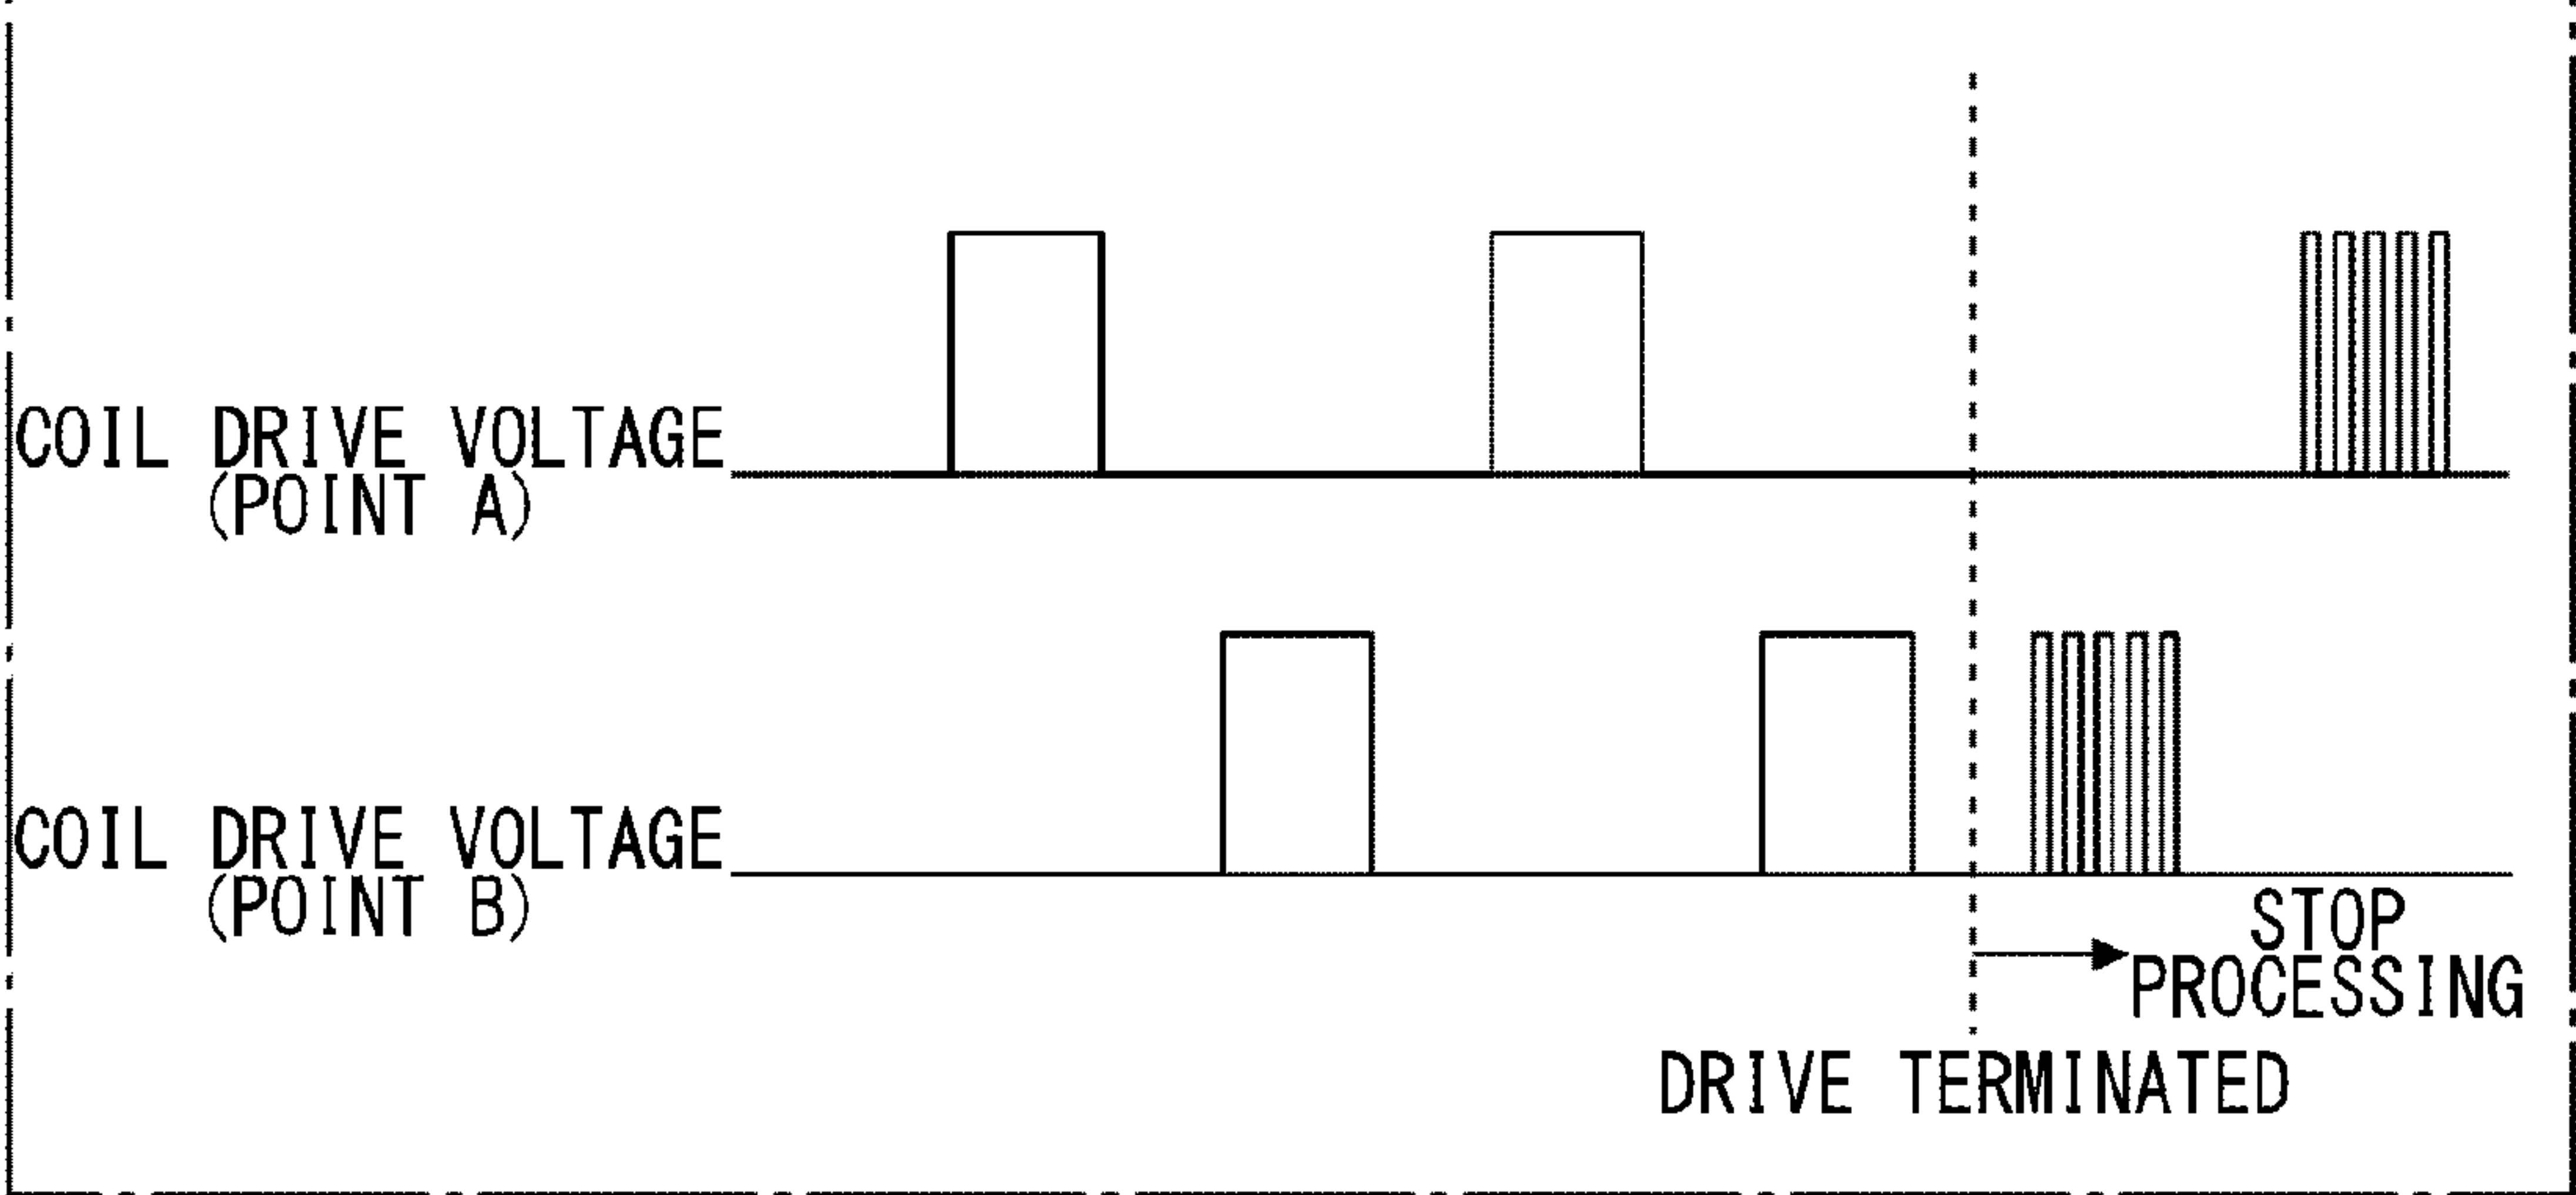 COIL DRIVE VOLTAGE
(POINT A)
COIL DRIVE VOLTAGE
(POINT B)
STOP
PROCESSING
DRIVE TERMINATED